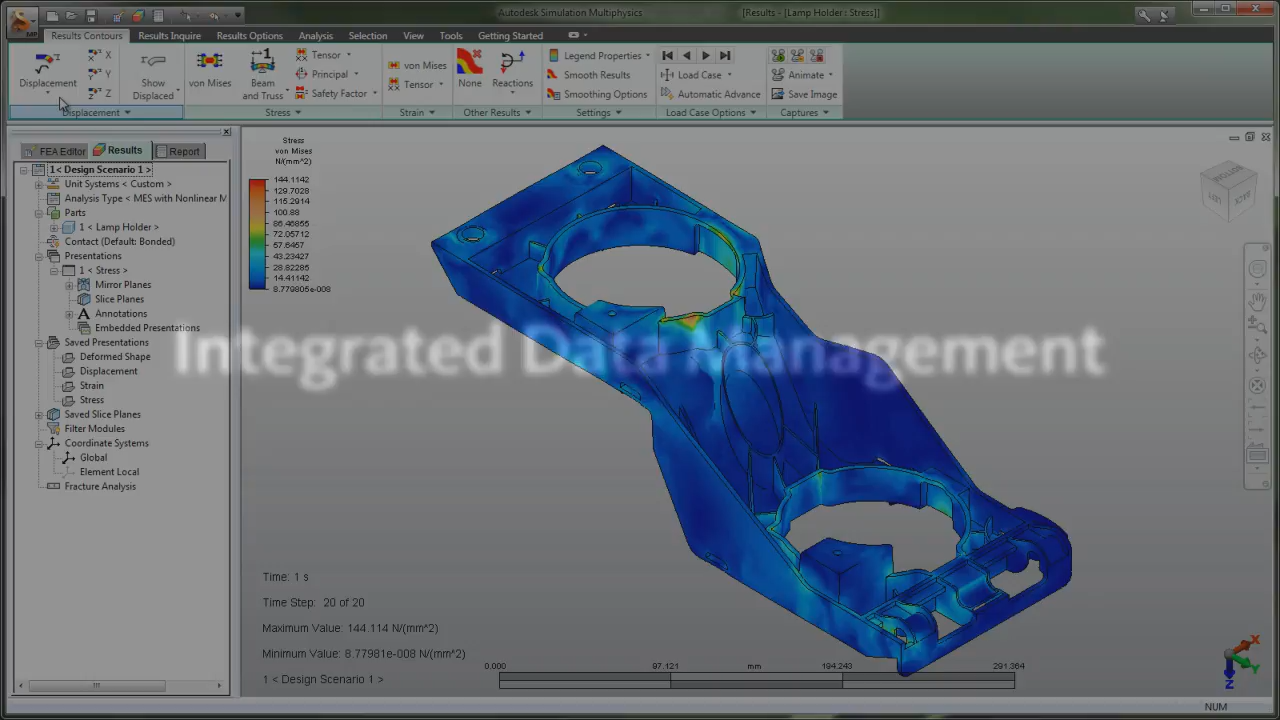 Autodesk Simulation Multiphysics
[Results - [Lamp Holder : Stress]]
MP
Results Contours
Results Inquire
Results Options
Analysis
Selection
View
Tools
Getting Started
Displacement
X
Y
Z
Show Displaced
von Mises
Beam and Truss
Tensor
Principal
Safety Factor
von Mises
Tensor
None
Reactions
Legend Properties
Smooth Results
Smoothing Options
Load Case
Automatic Advance
Animate
Save Image
Displacement
Stress
Strain
Other Results
Settings
Load Case Options
Captures
FEA Editor
Results
Report
1 < Design Scenario 1 >
Unit Systems < Custom >
Analysis Type < MES with Nonlinear M
Parts
1 < Lamp Holder >
Contact (Default: Bonded)
Presentations
1 < Stress >
Mirror Planes
Slice Planes
Annotations
Embedded Presentations
Saved Presentations
Deformed Shape
Displacement
Strain
Stress
Saved Slice Planes
Filter Modules
Coordinate Systems
Global
Element Local
Fracture Analysis
Stress
von Mises
N/(mm^2)
144.1142
129.7028
115.2914
100.88
86.46855
72.05712
57.6457
43.23427
28.82285
14.41142
8.779805e-008
Integrated Data Management
Time: 1 s
Time Step: 20 of 20
Maximum Value: 144.114 N/(mm^2)
Minimum Value: 8.77981e-008 N/(mm^2)
1 < Design Scenario 1 >
0.000
97.121
mm
194.243
291.364
X
Y
Z
NUM